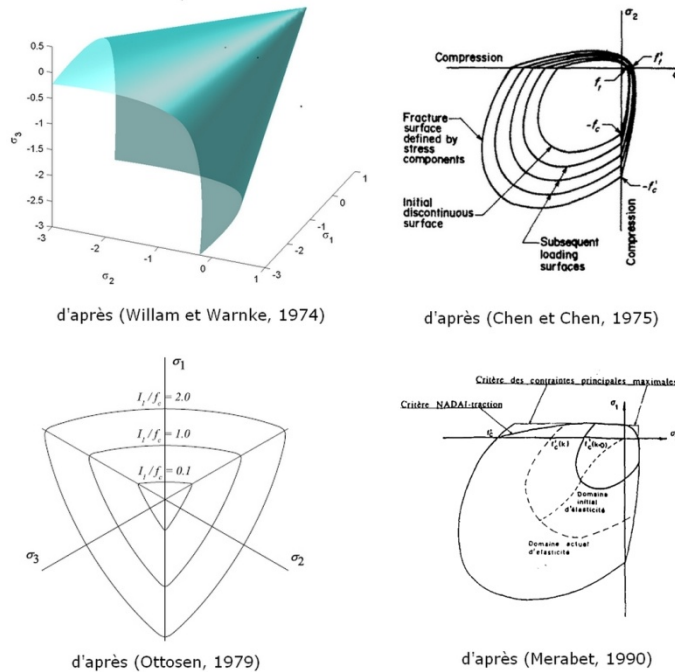 0.5
0
-0.5
-1
-1.5
-2
-2.5
-3
σ3
-3
-2
-1
0
1
σ2
-3
-2
-1
0
1
σ1
d'après (Willam et Warnke, 1974)
σ2
Compression
f't
ft
-fc
-f'c
Fracture
surface
defined by
stress
components
Initial
discontinuous
surface
Subsequent
loading
surfaces
Compression
d'après (Chen et Chen, 1975)
σ1
I1/fc = 2.0
I1/fc = 1.0
I1/fc = 0.1
σ3
σ2
d'après (Ottosen, 1979)
Critère des contraintes principales maximales
Critère NADAI-traction
σ1
f'c(k)
f'c(k=0)
Domaine
initial
d'élasticité
Domaine actuel
d'élasticité
d'après (Merabet, 1990)